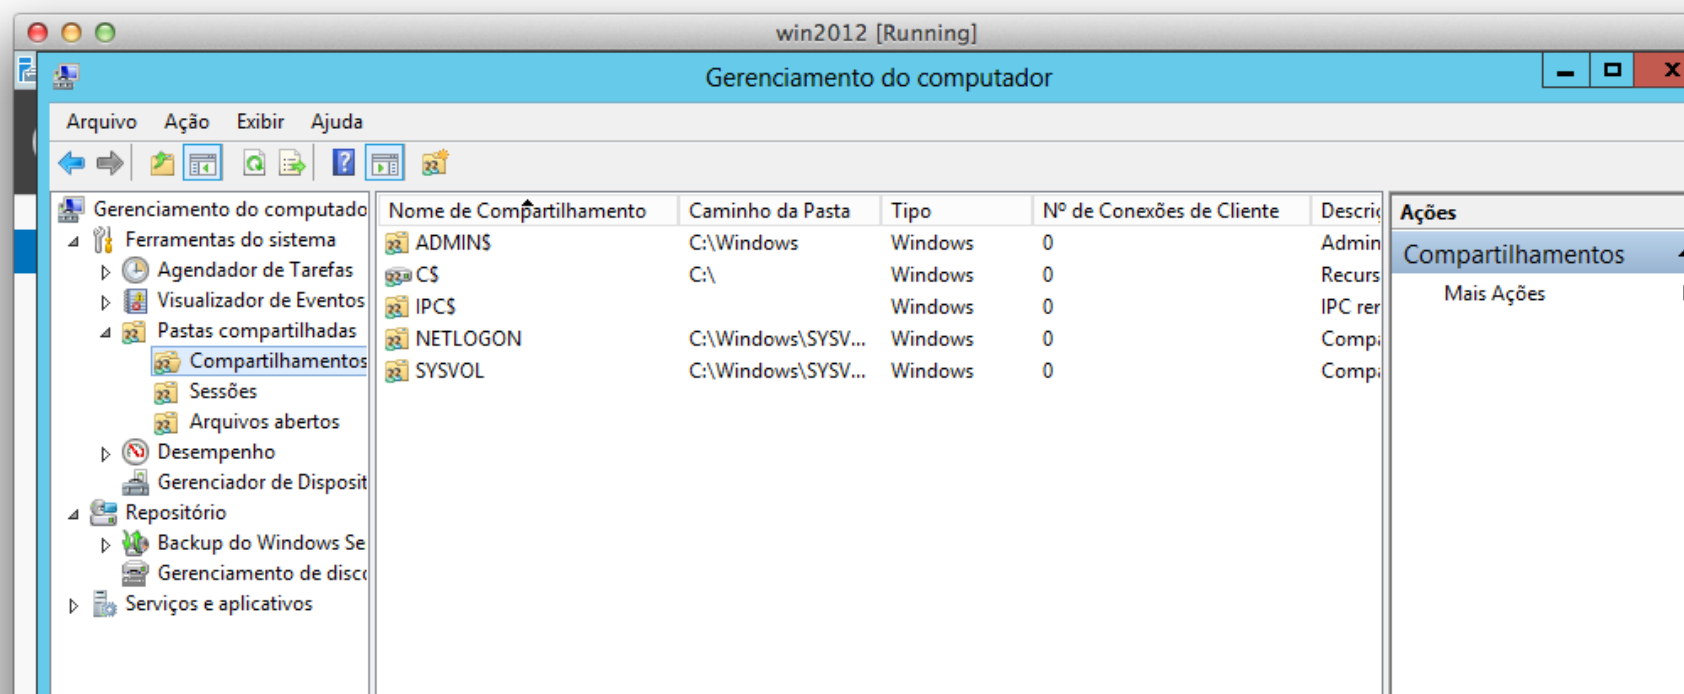 win2012 [Running]
Gerenciamento do computador
Arquivo Ação Exibir Ajuda
Gerenciamento do computado
Ferramentas do sistema
Agendador de Tarefas
Visualizador de Eventos
Pastas compartilhadas
Compartilhamentos
Sessões
Arquivos abertos
Desempenho
Gerenciador de Disposit
Repositório
Backup do Windows Se
Gerenciamento de disc
Serviços e aplicativos
Nome de Compartilhamento Caminho da Pasta Tipo Nº de Conexões de Cliente Descriç
ADMIN$ C:\Windows Windows 0 Admin
C$ C:\ Windows 0 Recurs
IPC$ Windows 0 IPC rer
NETLOGON C:\Windows\SYSV... Windows 0 Compa
SYSVOL C:\Windows\SYSV... Windows 0 Compa
Ações
Compartilhamentos
Mais Ações